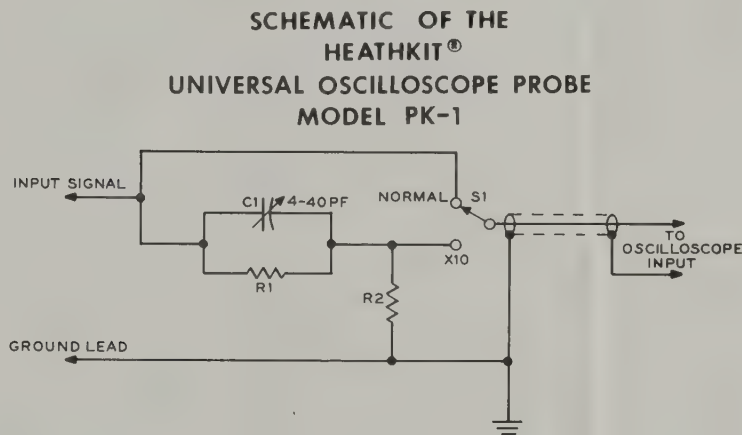 SCHEMATIC OF THE
HEATHKIT®
UNIVERSAL OSCILLOSCOPE PROBE
MODEL PK-1
INPUT SIGNAL
C1 4-40PF
NORMAL S1
R1
X10
TO
OSCILLOSCOPE
INPUT
R2
GROUND LEAD